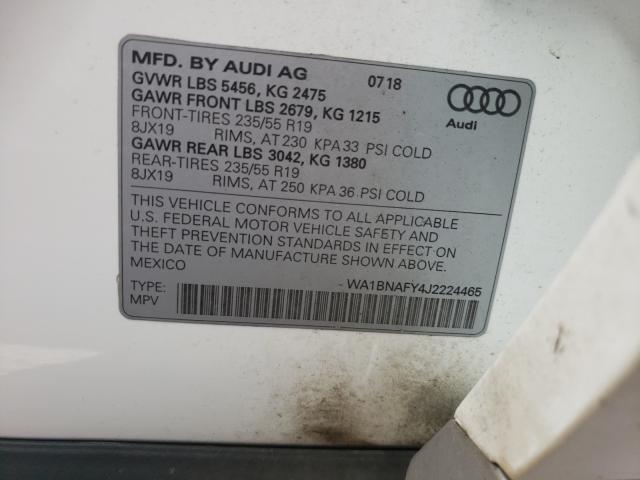 MFD. BY AUDI AG 07 18
GVWR LBS 5456, KG 2475
GAWR FRONT LBS 2679, KG 1215
FRONT-TIRES 235/55 R19
8JX19 RIMS, AT 230 KPA 33 PSI COLD
GAWR REAR LBS 3042, KG 1380
REAR-TIRES 235/55 R19
8JX19 RIMS, AT 250 KPA 36 PSI COLD
Audi
THIS VEHICLE CONFORMS TO ALL APPLICABLE
U.S. FEDERAL MOTOR VEHICLE SAFETY AND
THEFT PREVENTION STANDARDS IN EFFECT ON
THE DATE OF MANUFACTURE SHOWN ABOVE.
MEXICO
- WA1BNAFY4J2224465
TYPE:
MPV